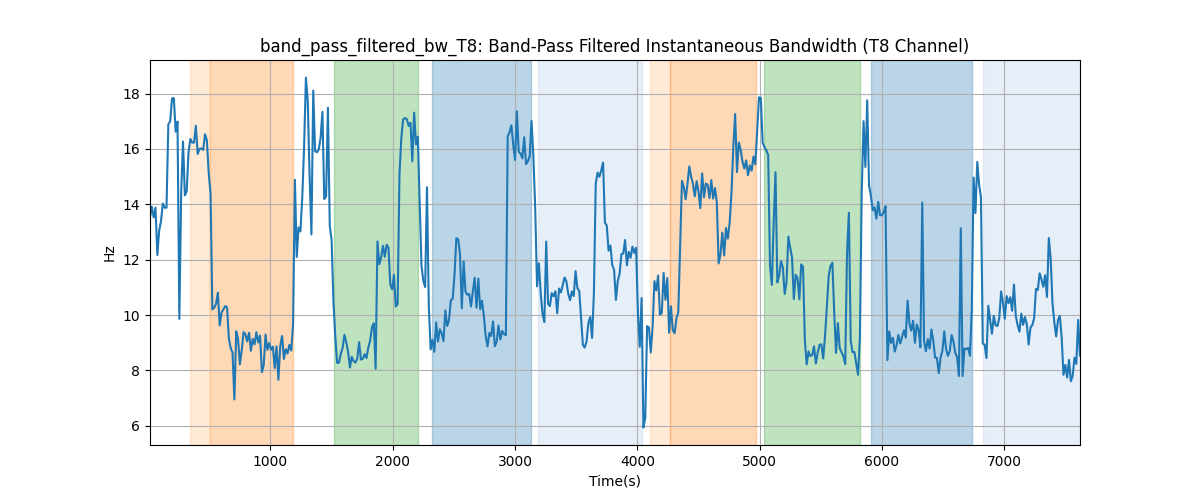 band_pass_filtered_bw_T8: Band-Pass Filtered Instantaneous Bandwidth (T8 Channel)
18
16
14
12
10
8
6
Hz
1000 2000 3000 4000 5000 6000 7000
Time(s)